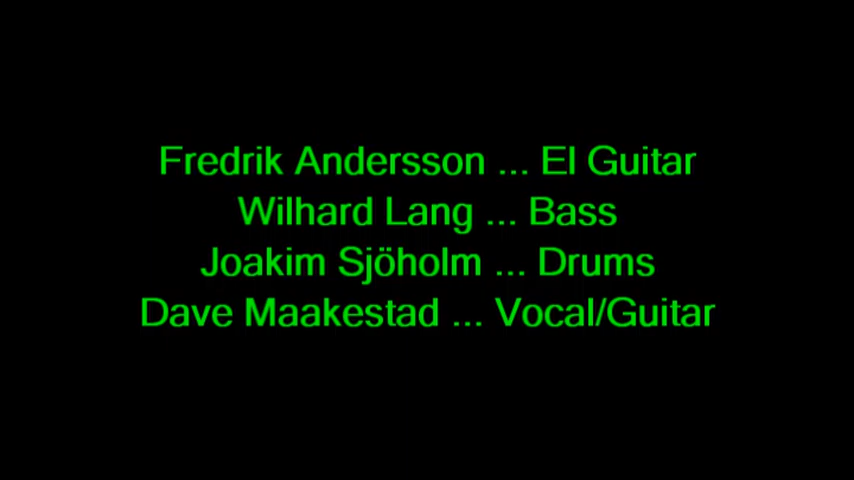 Fredrik Andersson ... El Guitar
Wilhard Lang ... Bass
Joakim Sjöholm ... Drums
Dave Maakestad ... Vocal/Guitar